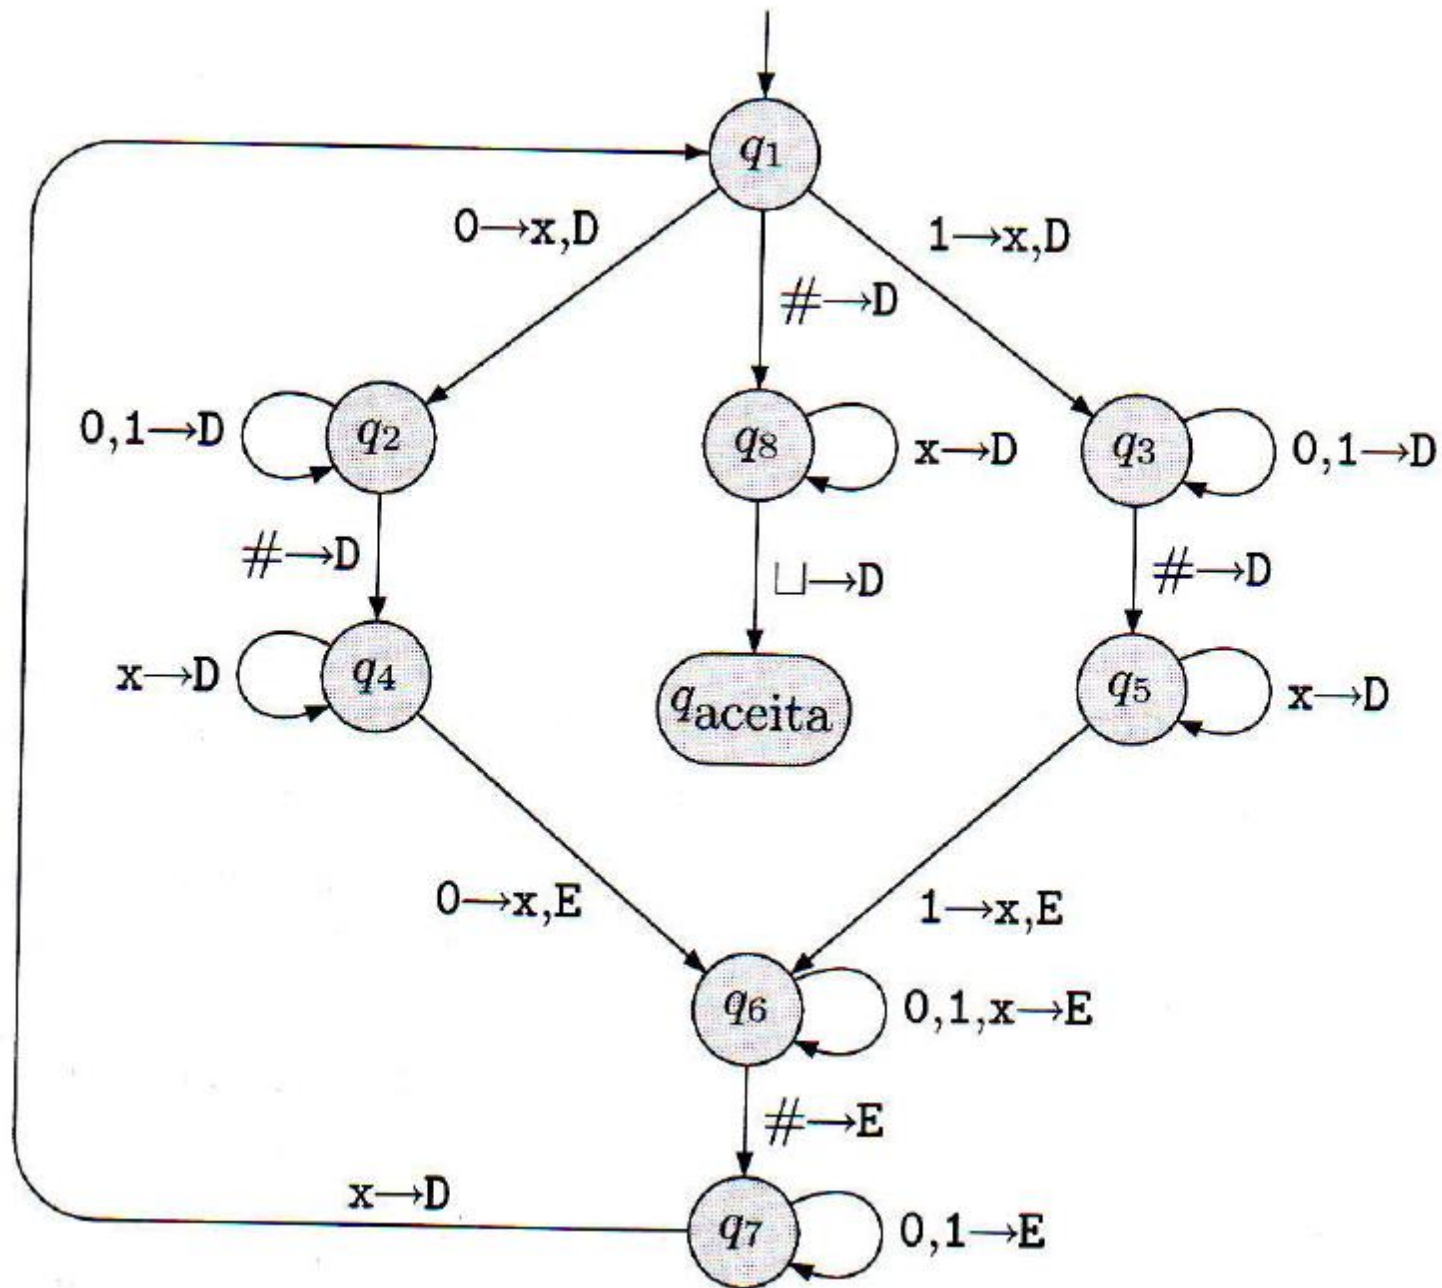 q1
0→x,D
1→x,D
#→D
0,1→D
q2
q8
x→D
q3
0,1→D
#→D
⊔→D
#→D
x→D
q4
qaceita
q5
x→D
0→x,E
1→x,E
q6
0,1,x→E
#→E
x→D
q7
0,1→E